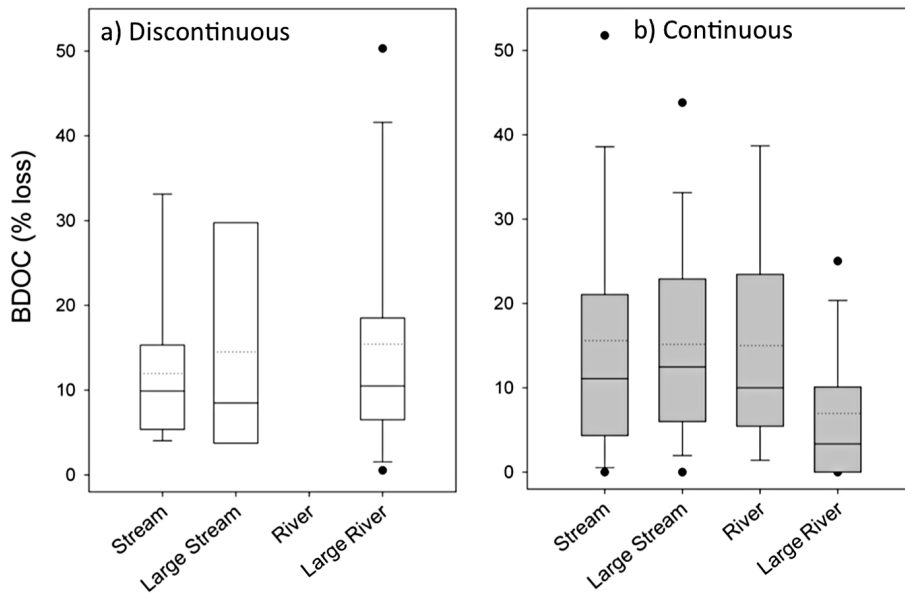 a) Discontinuous
b) Continuous
BDOC (% loss)
50
40
30
20
10
0
Stream
Large Stream
River
Large River
50
40
30
20
10
0
Stream
Large Stream
River
Large River